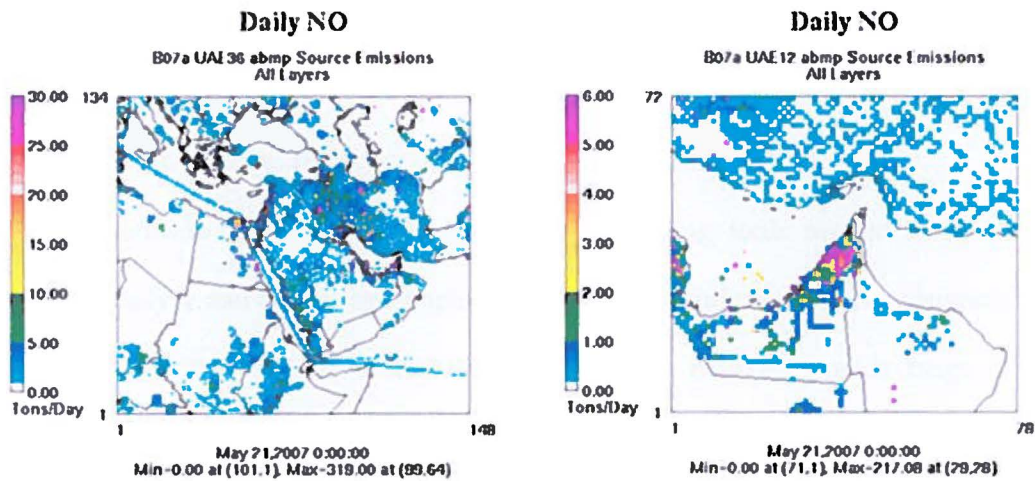 Daily NO
B07a UAE36 abmp Source Emissions
All Layers
30.00
25.00
20.00
15.00
10.00
5.00
0.00
Tons/Day
134
1
1
148
May 21,2007 0:00:00
Min=0.00 at (101,1), Max=319.00 at (99,64)
Daily NO
B07a UAE12 abmp Source Emissions
All Layers
6.00
5.00
4.00
3.00
2.00
1.00
0.00
Tons/Day
77
1
1
78
May 21,2007 0:00:00
Min=0.00 at (71,1), Max=217.08 at (29,28)